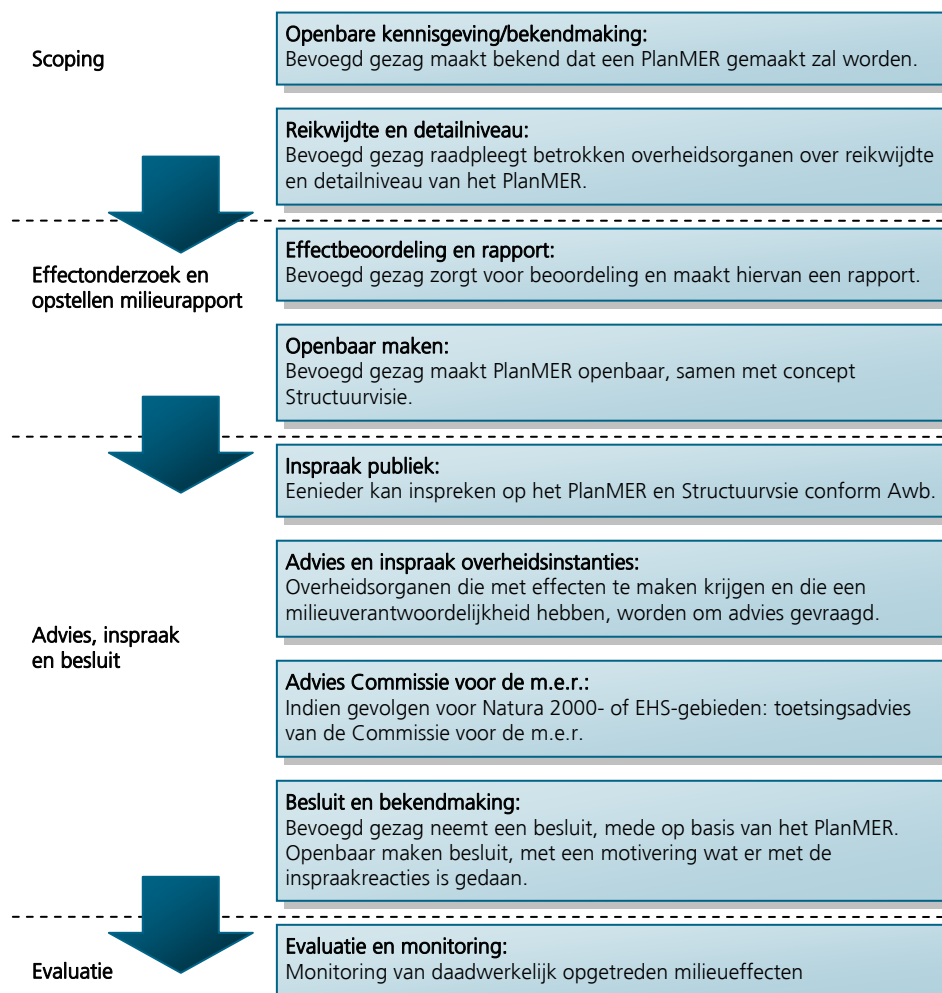 Scoping
Openbare kennisgeving/bekendmaking:
Bevoegd gezag maakt bekend dat een PlanMER gemaakt zal worden.
Reikwijdte en detailniveau:
Bevoegd gezag raadpleegt betrokken overheidsorganen over reikwijdte
en detailniveau van het PlanMER.
Effectonderzoek en
opstellen milieurapport
Effectbeoordeling en rapport:
Bevoegd gezag zorgt voor beoordeling en maakt hiervan een rapport.
Openbaar maken:
Bevoegd gezag maakt PlanMER openbaar, samen met concept
Structuurvisie.
Advies, inspraak
en besluit
Inspraak publiek:
Eenieder kan inspreken op het PlanMER en Structuurvsie conform Awb.
Advies en inspraak overheidsinstanties:
Overheidsorganen die met effecten te maken krijgen en die een
milieuverantwoordelijkheid hebben, worden om advies gevraagd.
Advies Commissie voor de m.e.r.:
Indien gevolgen voor Natura 2000- of EHS-gebieden: toetsingsadvies
van de Commissie voor de m.e.r.
Besluit en bekendmaking:
Bevoegd gezag neemt een besluit, mede op basis van het PlanMER.
Openbaar maken besluit, met een motivering wat er met de
inspraakreacties is gedaan.
Evaluatie
Evaluatie en monitoring:
Monitoring van daadwerkelijk opgetreden milieueffecten